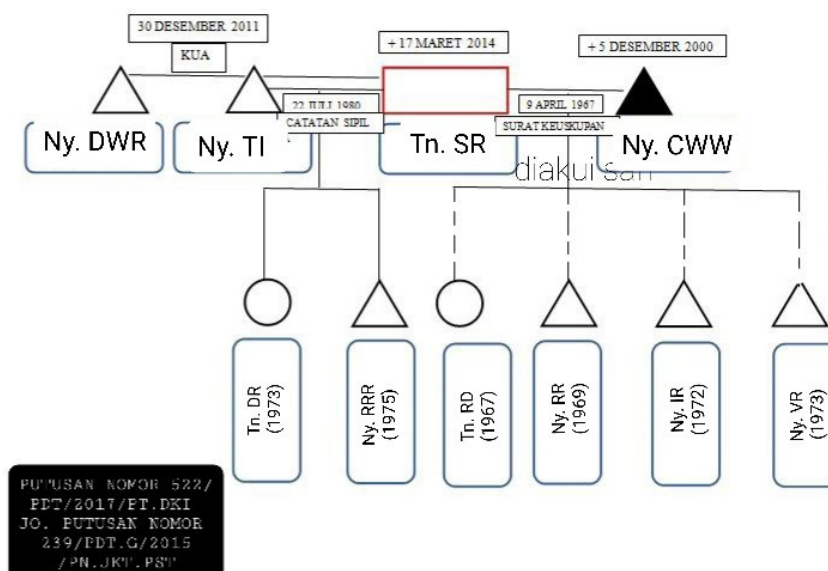 30 DESEMBER 2011
KUA
+ 17 MARET 2014
+ 5 DESEMBER 2000
22 JULI 1980
CATATAN SIPIL
9 APRIL 1967
SURAT KEUSKUPAN
Ny. DWR
Ny. TI
Tn. SR
Ny. CWW
diakui sah
Tn. DR
(1973)
Ny. RRR
(1975)
Tn. RD
(1967)
Ny. RR
(1969)
Ny. IR
(1972)
Ny. VR
(1973)
PUTUSAN NOMOR 522/
PDT/2017/PT.DKI
JO. PUTUSAN NOMOR
239/PDT.G/2015
/PN.JKT.PST